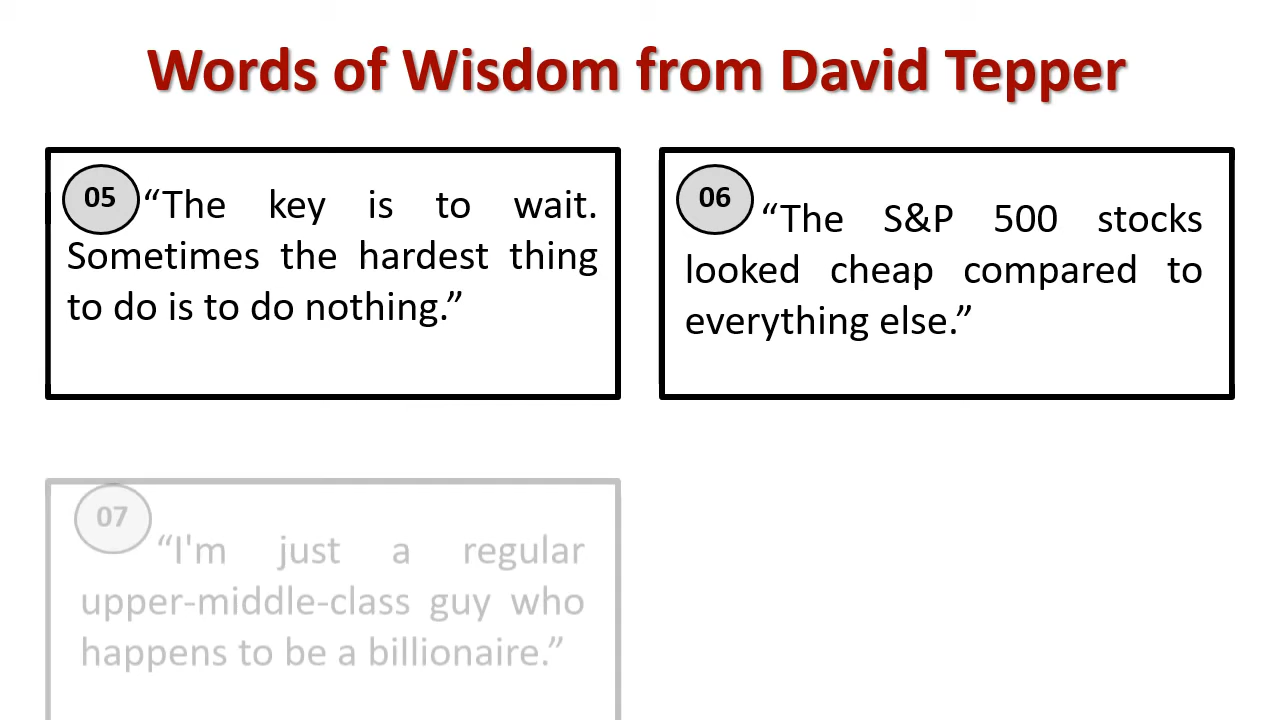 Words of Wisdom from David Tepper
05
“The key is to wait.
Sometimes the hardest thing
to do is to do nothing.”
06
“The S&P 500 stocks
looked cheap compared to
everything else.”
07
“I'm just a regular
upper-middle-class guy who
happens to be a billionaire.”